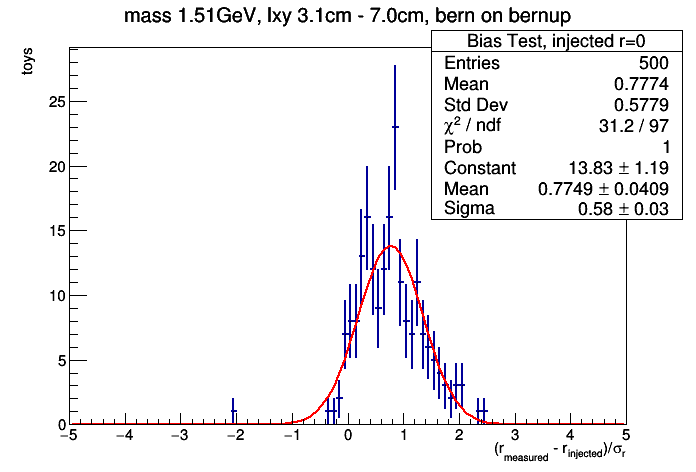 mass 1.51GeV, lxy 3.1cm - 7.0cm, bern on bernup
Bias Test, injected r=0
Entries 500
Mean 0.7774
Std Dev 0.5779
χ² / ndf 31.2 / 97
Prob 1
Constant 13.83 ± 1.19
Mean 0.7749 ± 0.0409
Sigma 0.58 ± 0.03
toys
25
20
15
10
5
0
−5 −4 −3 −2 −1 0 1 2 3 4 5
(r_measured - r_injected)/σ_r